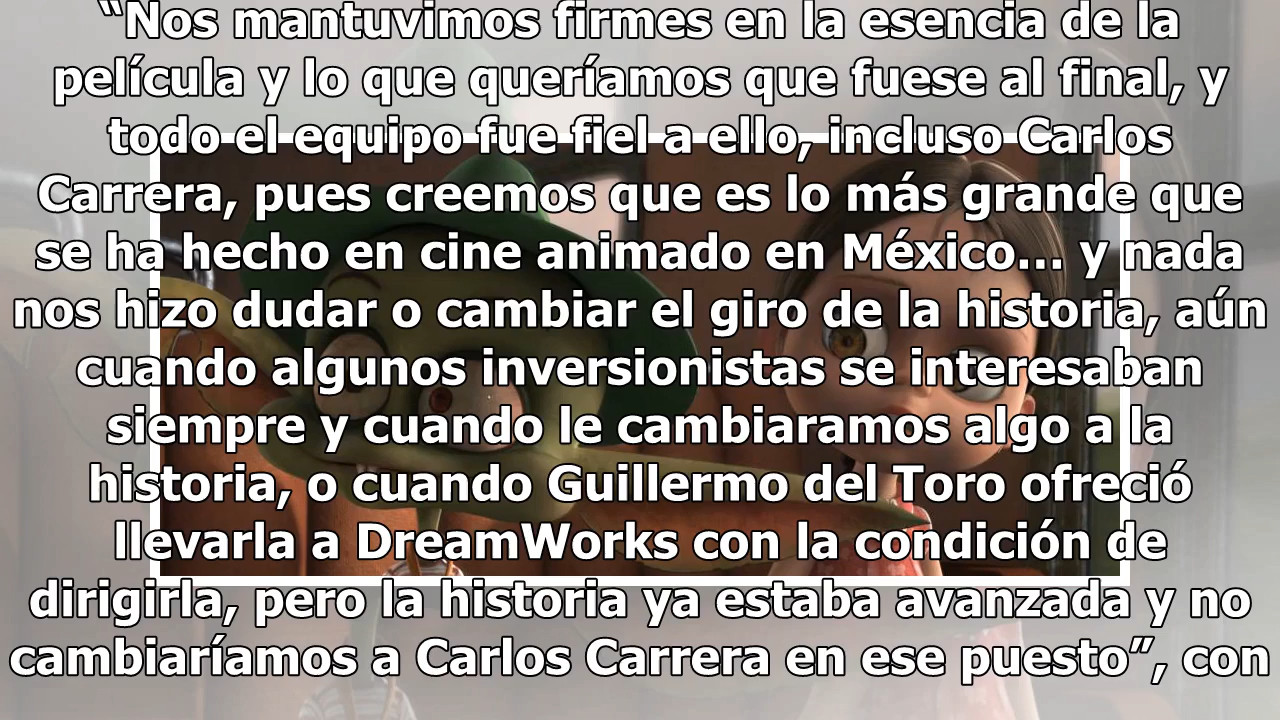 “Nos mantuvimos firmes en la esencia de la
película y lo que queríamos que fuese al final, y
todo el equipo fue fiel a ello, incluso Carlos
Carrera, pues creemos que es lo más grande que
se ha hecho en cine animado en México... y nada
nos hizo dudar o cambiar el giro de la historia, aún
cuando algunos inversionistas se interesaban
siempre y cuando le cambiaramos algo a la
historia, o cuando Guillermo del Toro ofreció
llevarla a DreamWorks con la condición de
dirigirla, pero la historia ya estaba avanzada y no
cambiaríamos a Carlos Carrera en ese puesto”, con